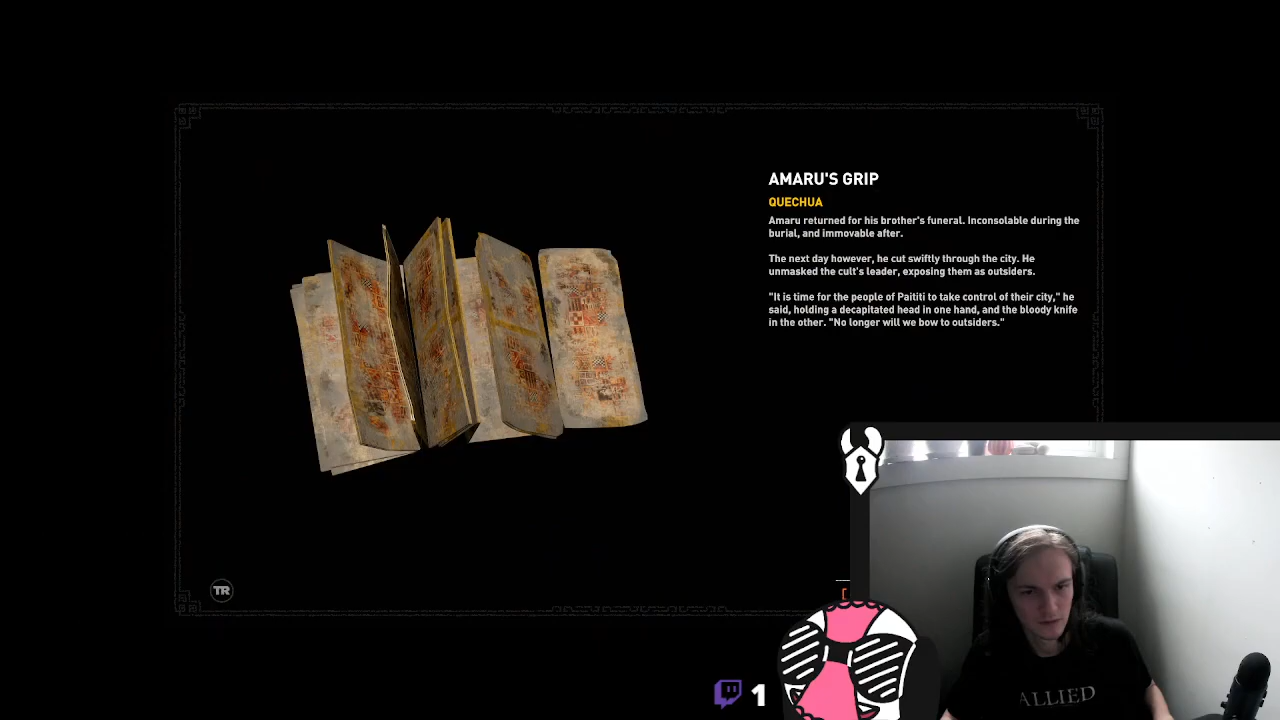 AMARU'S GRIP
QUECHUA
Amaru returned for his brother's funeral. Inconsolable during the
burial, and immovable after.
The next day however, he cut swiftly through the city. He
unmasked the cult's leader, exposing them as outsiders.
"It is time for the people of Paititi to take control of their city," he
said, holding a decapitated head in one hand, and the bloody knife
in the other. "No longer will we bow to outsiders."
TR
1
ALLIED